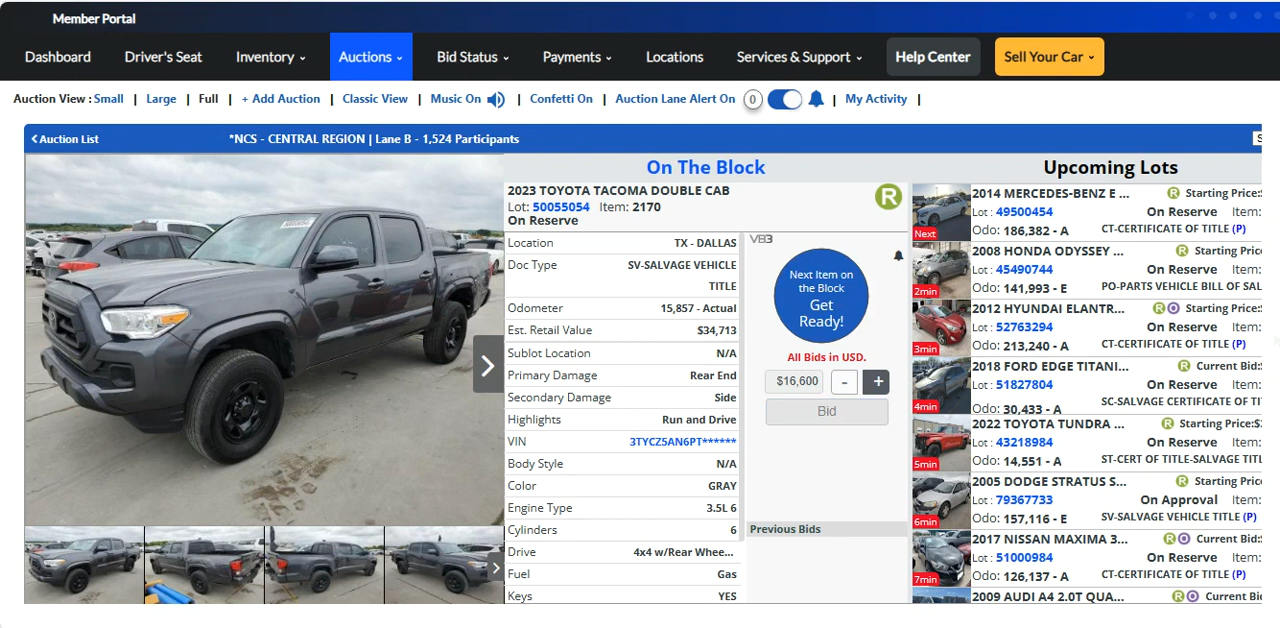 Member Portal
Dashboard Driver's Seat Inventory Auctions Bid Status Payments Locations Services & Support Help Center Sell Your Car
Auction View : Small | Large | Full | + Add Auction | Classic View | Music On | Confetti On | Auction Lane Alert On 0 | My Activity |
Auction List *NCS - CENTRAL REGION | Lane B - 1,524 Participants
On The Block
2023 TOYOTA TACOMA DOUBLE CAB
R
Lot: 50055054 Item: 2170
On Reserve
Location TX - DALLAS
Doc Type SV-SALVAGE VEHICLE
TITLE
Odometer 15,857 - Actual
Est. Retail Value $34,713
Sublot Location N/A
Primary Damage Rear End
Secondary Damage Side
Highlights Run and Drive
VIN 3TYCZ5AN6PT******
Body Style N/A
Color GRAY
Engine Type 3.5L 6
Cylinders 6
Drive 4x4 w/Rear Whee...
Fuel Gas
Keys YES
Next Item on
the Block
Get
Ready!
All Bids in USD.
$16,600 - +
Bid
Previous Bids
Upcoming Lots
2014 MERCEDES-BENZ E ... R Starting Price:
Lot : 49500454 On Reserve Item:
Next Odo: 186,382 - A CT-CERTIFICATE OF TITLE (P)
2008 HONDA ODYSSEY ... R Starting Price
Lot : 45490744 On Reserve Item:
2min Odo: 141,993 - E PO-PARTS VEHICLE BILL OF SAL
2012 HYUNDAI ELANTR... R O Starting Price:
Lot : 52763294 On Reserve Item:
3min Odo: 213,240 - A CT-CERTIFICATE OF TITLE (P)
2018 FORD EDGE TITANI... R Current Bid:
Lot : 51827804 On Reserve Item:
4min Odo: 30,433 - A SC-SALVAGE CERTIFICATE OF TI
2022 TOYOTA TUNDRA ... R Starting Price:
Lot : 43218984 On Reserve Item:
5min Odo: 14,551 - A ST-CERT OF TITLE-SALVAGE TITL
2005 DODGE STRATUS S... R Starting Price
Lot : 79367733 On Approval Item:
6min Odo: 157,116 - E SV-SALVAGE VEHICLE TITLE (P)
2017 NISSAN MAXIMA 3... R O Current Bid:
Lot : 51000984 On Reserve Item:
7min Odo: 126,137 - A CT-CERTIFICATE OF TITLE (P)
2009 AUDI A4 2.0T QUA... R O Current Bid